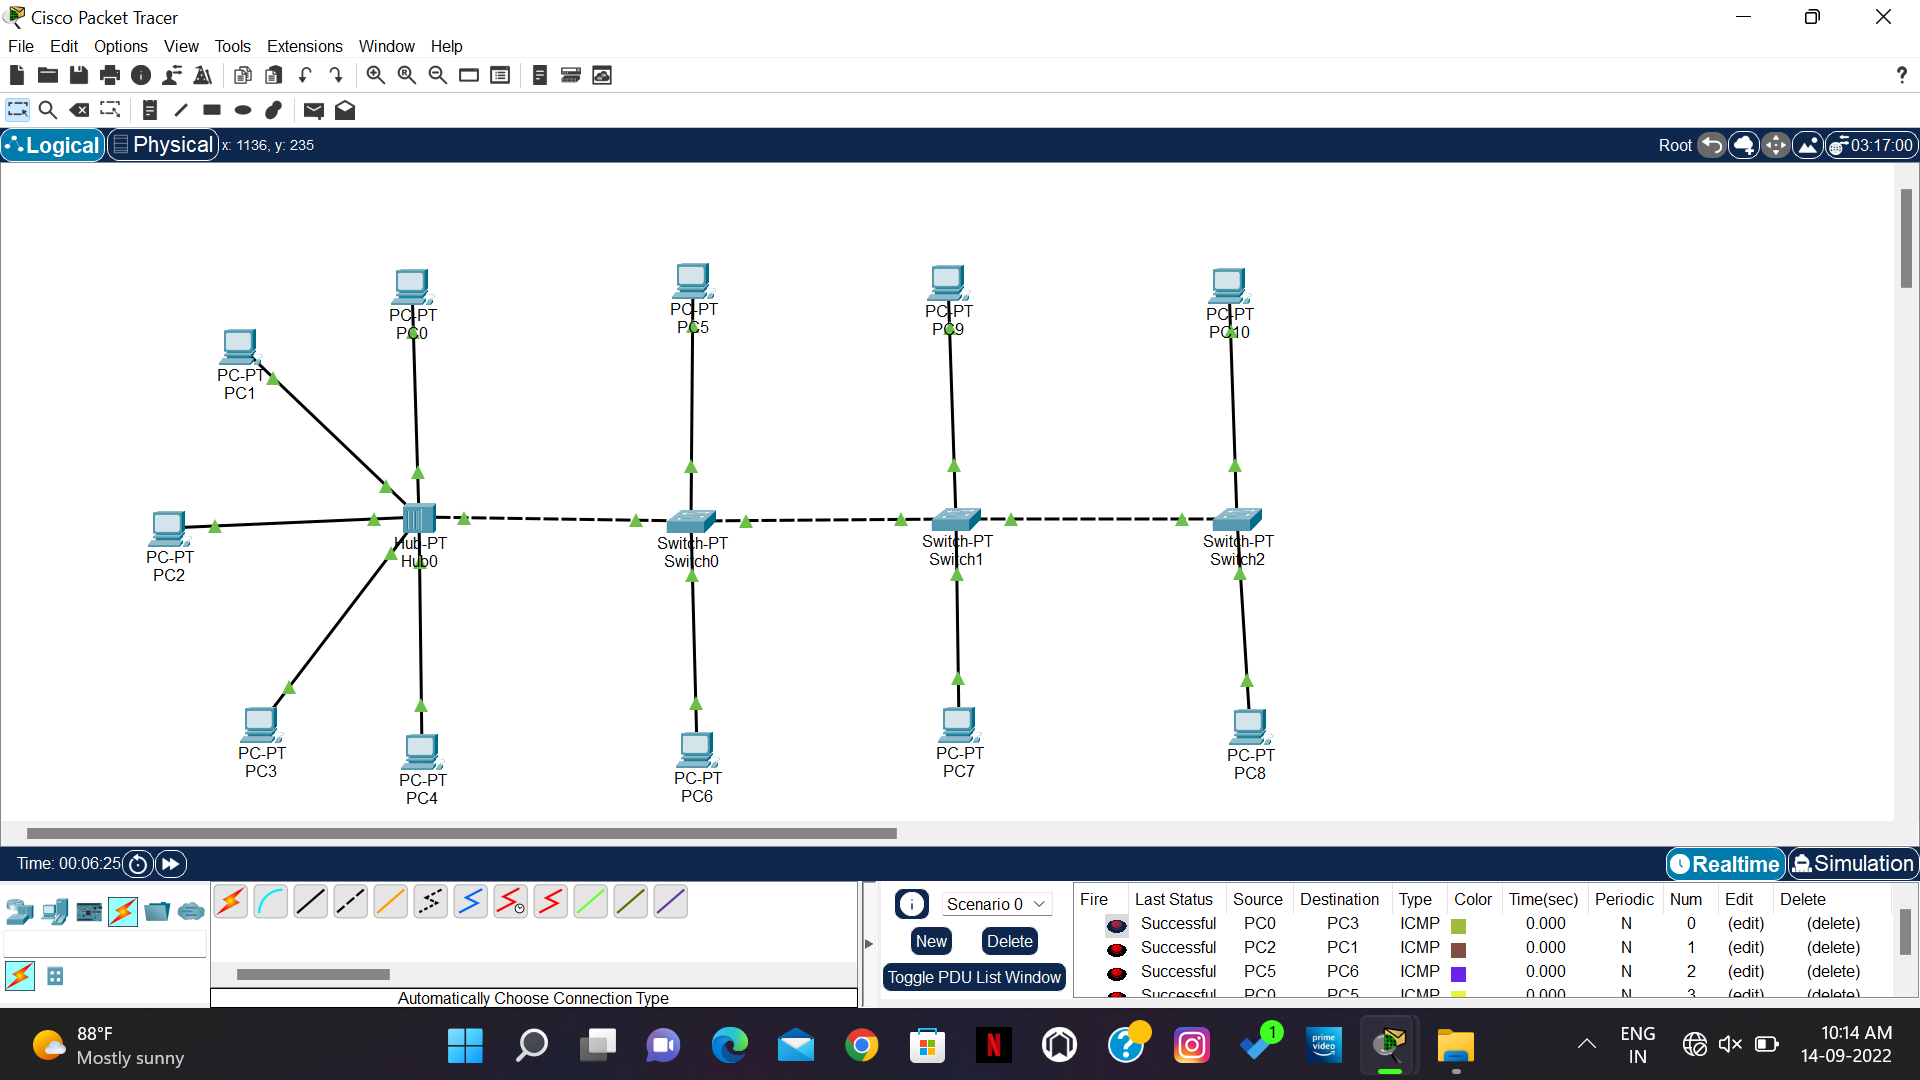 Cisco Packet Tracer
File Edit Options View Tools Extensions Window Help
?
Logical Physical x: 1136, y: 235 Root 03:17:00
PC-PT
PC0
PC-PT
PC5
PC-PT
PC9
PC-PT
PC10
PC-PT
PC1
PC-PT
PC2
Hub-PT
Hub0
Switch-PT
Switch0
Switch-PT
Switch1
Switch-PT
Switch2
PC-PT
PC3
PC-PT
PC4
PC-PT
PC6
PC-PT
PC7
PC-PT
PC8
Time: 00:06:25 Realtime Simulation
Automatically Choose Connection Type
Scenario 0
New Delete
Toggle PDU List Window
Fire Last Status Source Destination Type Color Time(sec) Periodic Num Edit Delete
Successful PC0 PC3 ICMP 0.000 N 0 (edit) (delete)
Successful PC2 PC1 ICMP 0.000 N 1 (edit) (delete)
Successful PC5 PC6 ICMP 0.000 N 2 (edit) (delete)
Successful PC0 PC5 ICMP 0.000 N 3 (edit) (delete)
88°F
Mostly sunny
N
?
1
prime
video
ENG
IN
10:14 AM
14-09-2022